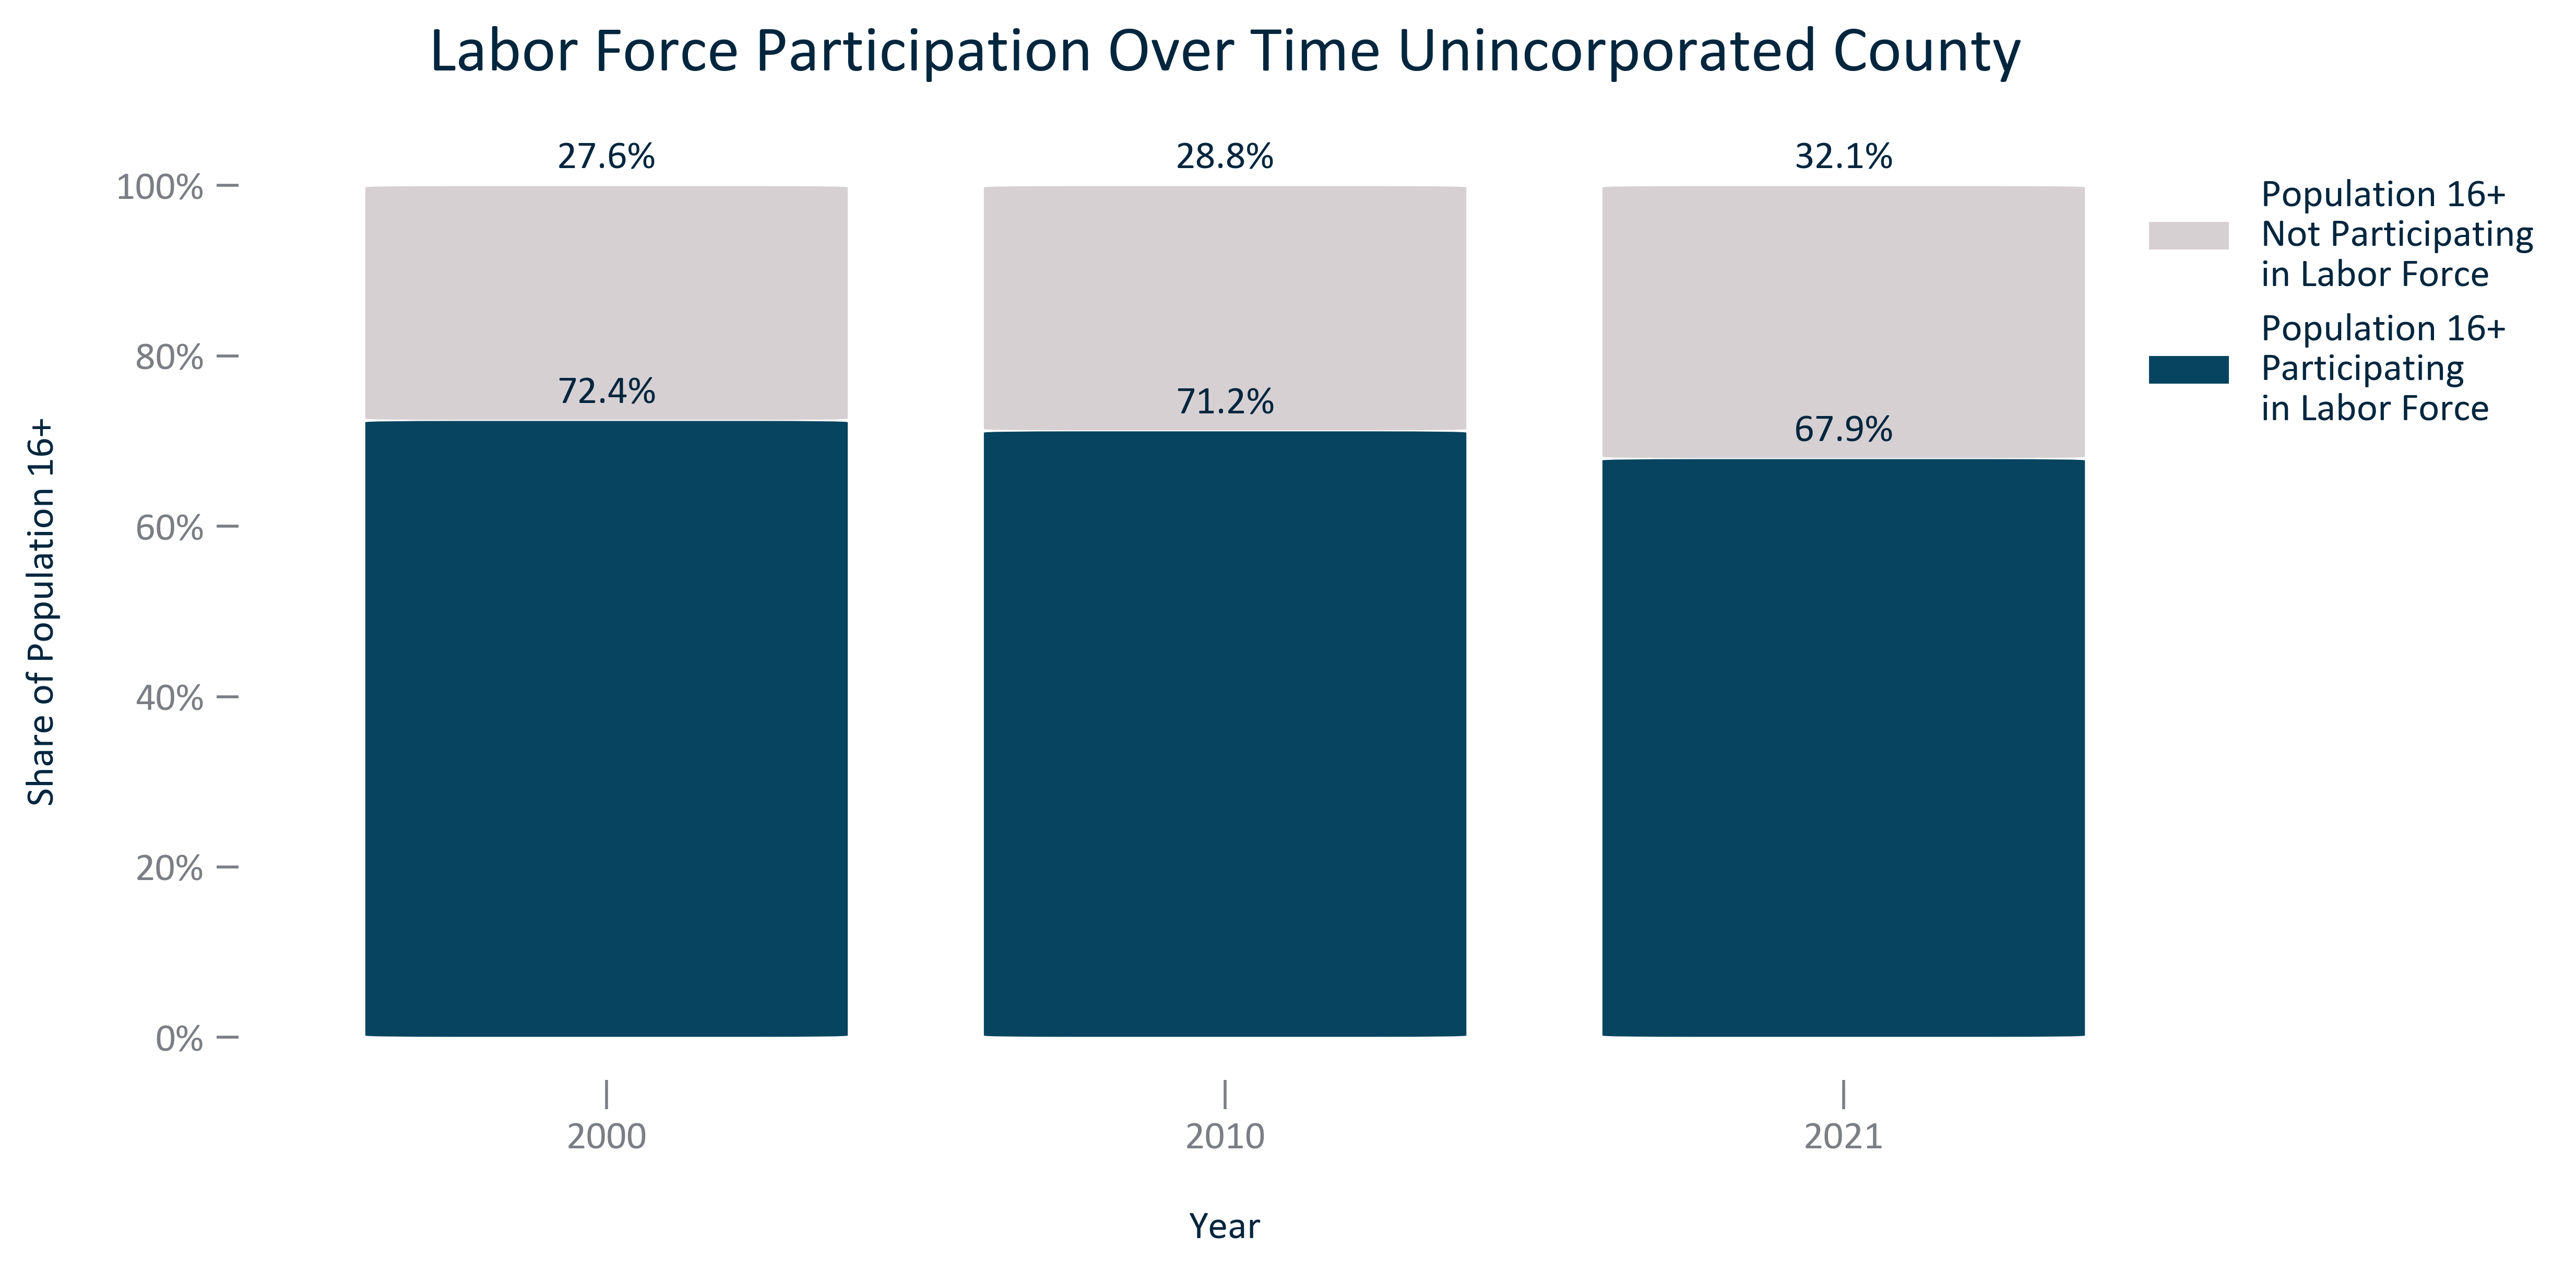 Labor Force Participation Over Time Unincorporated County
27.6%
28.8%
32.1%
100%
80%
60%
40%
20%
0%
Share of Population 16+
72.4%
71.2%
67.9%
Population 16+
Not Participating
in Labor Force
Population 16+
Participating
in Labor Force
2000
2010
2021
Year